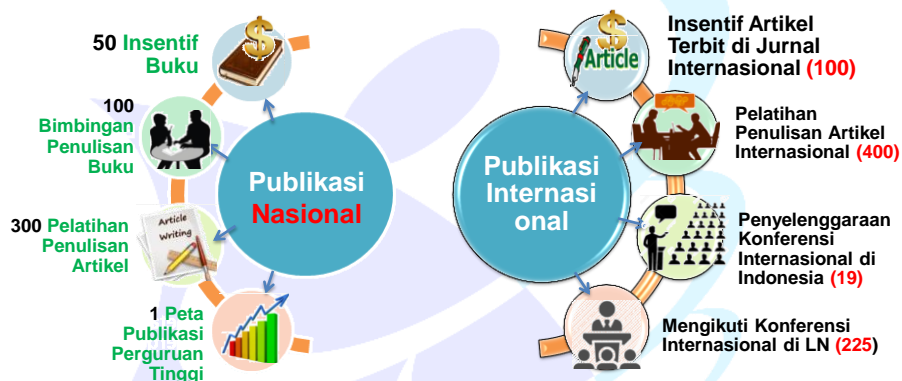 50 Insentif
Buku
100
Bimbingan
Penulisan
Buku
300 Pelatihan
Penulisan
Artikel
1 Peta
Publikasi
Perguruan
Tinggi
Article
Writing
Publikasi
Nasional
Publikasi
Internasi
onal
Article
Insentif Artikel
Terbit di Jurnal
Internasional (100)
Pelatihan
Penulisan Artikel
Internasional (400)
Penyelenggaraan
Konferensi
Internasional di
Indonesia (19)
Mengikuti Konferensi
Internasional di LN (225)